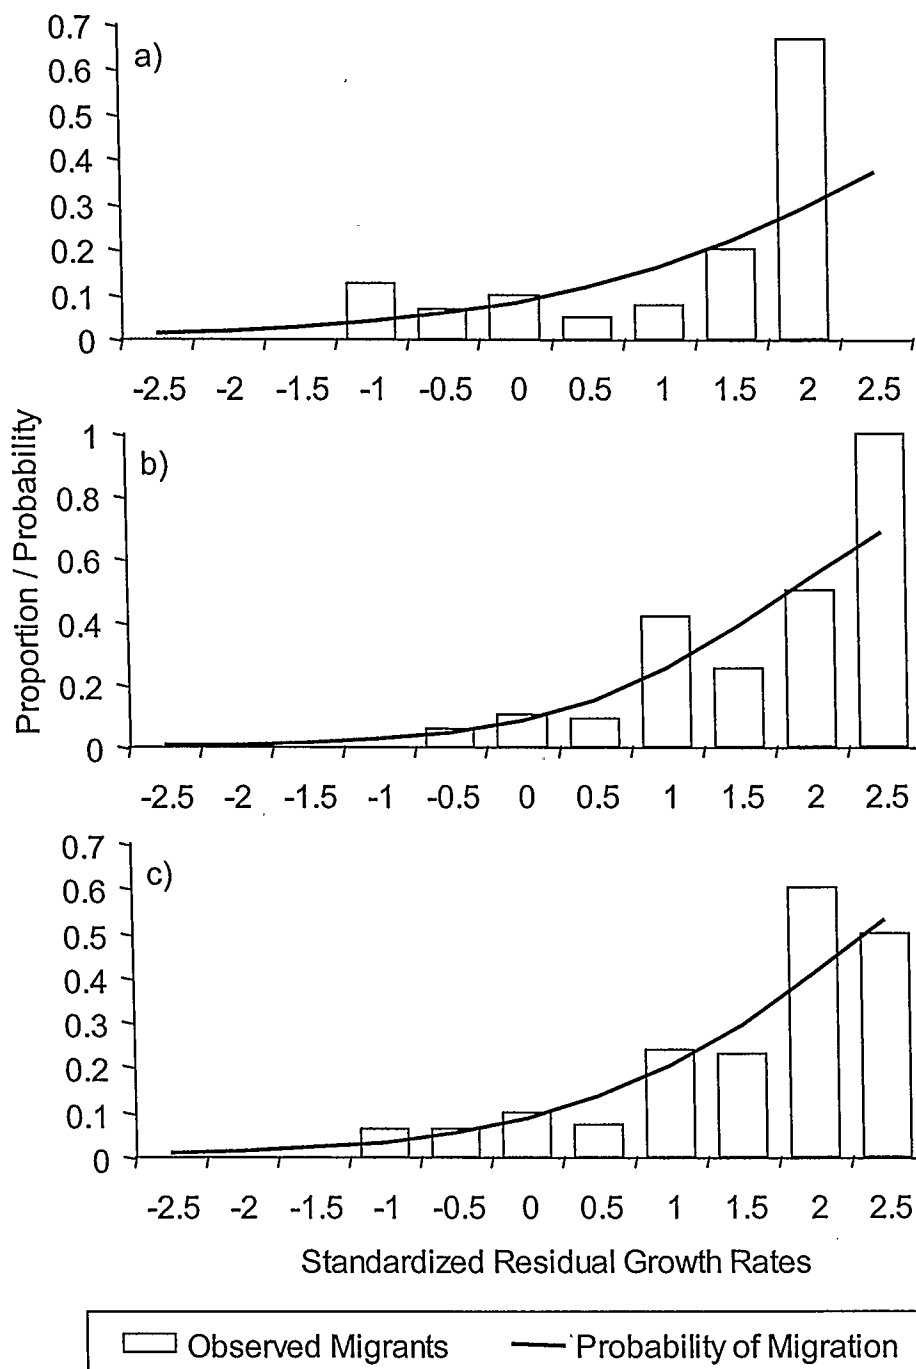 a)
0.7
0.6
0.5
0.4
0.3
0.2
0.1
0
-2.5 -2 -1.5 -1 -0.5 0 0.5 1 1.5 2 2.5
Proportion / Probability
b)
1
0.8
0.6
0.4
0.2
0
-2.5 -2 -1.5 -1 -0.5 0 0.5 1 1.5 2 2.5
c)
0.7
0.6
0.5
0.4
0.3
0.2
0.1
0
-2.5 -2 -1.5 -1 -0.5 0 0.5 1 1.5 2 2.5
Standardized Residual Growth Rates
Observed Migrants Probability of Migration